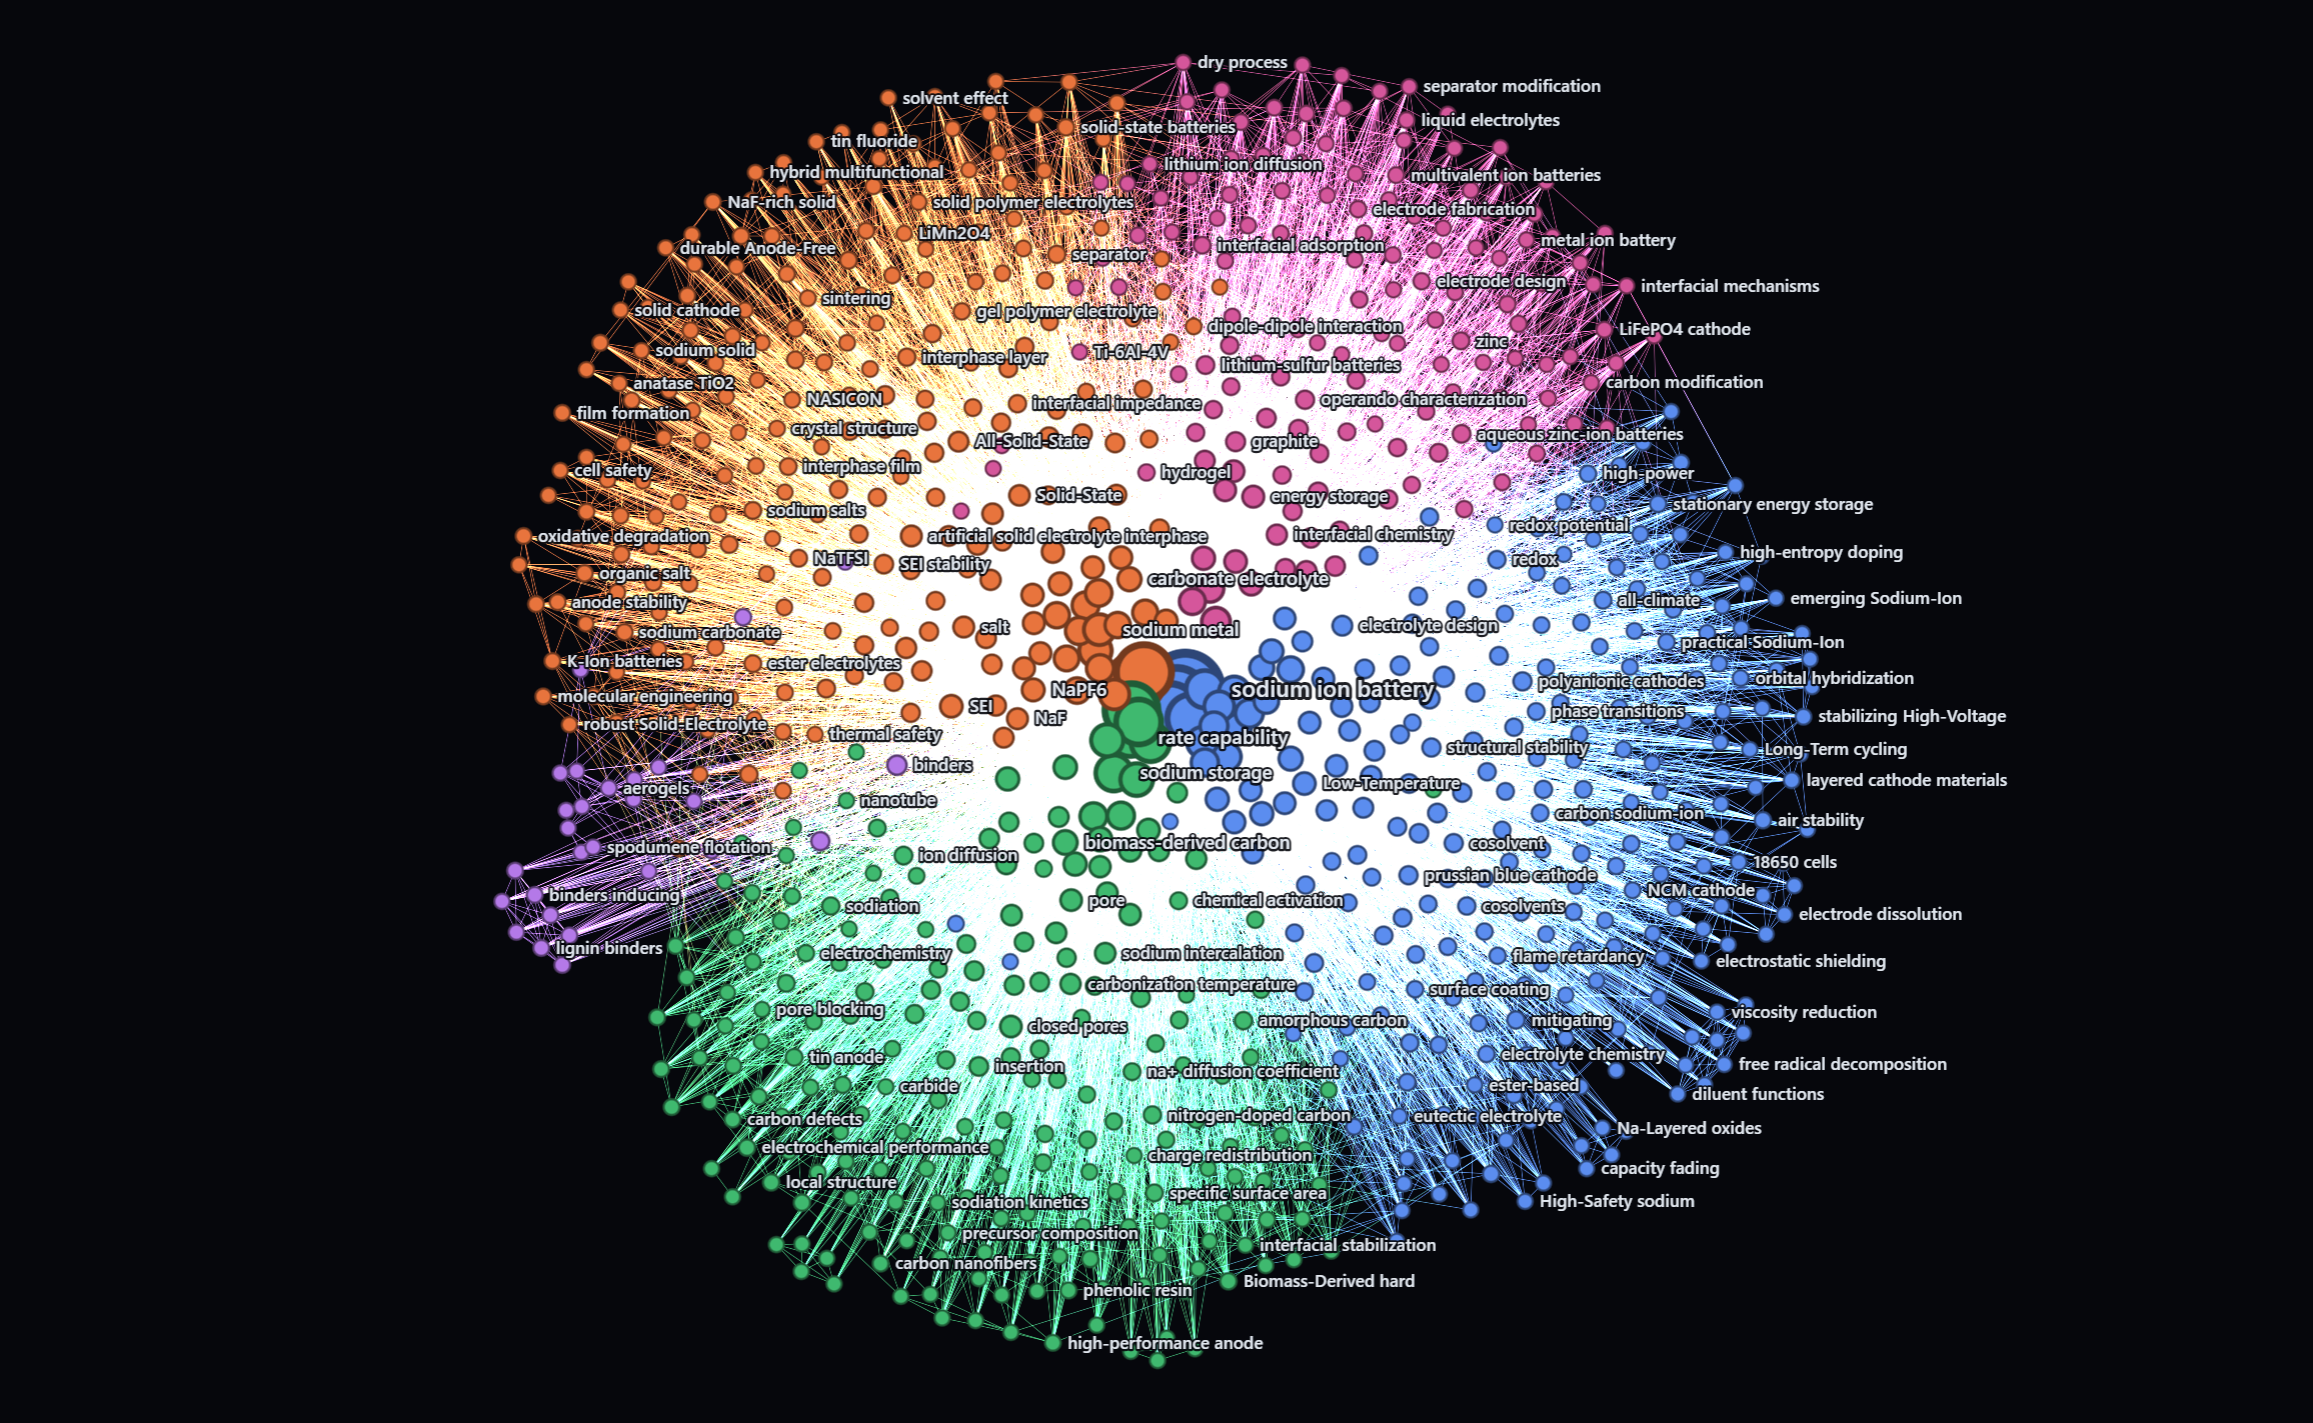 dry process
separator modification
solvent effect
liquid electrolytes
solid-state batteries
tin fluoride
lithium ion diffusion
hybrid multifunctional
multivalent ion batteries
NaF-rich solid
solid polymer electrolytes
electrode fabrication
LiMn2O4
metal ion battery
interfacial adsorption
durable Anode-Free
separator
electrode design
interfacial mechanisms
sintering
solid cathode
gel polymer electrolyte
dipole-dipole interaction
LiFePO4 cathode
zinc
sodium solid
Ti-6Al-4V
interphase layer
lithium-sulfur batteries
anatase TiO2
carbon modification
NASICON
interfacial impedance
operando characterization
film formation
crystal structure
aqueous zinc-ion batteries
All-Solid-State
graphite
interphase film
cell safety
hydrogel
high-power
Solid-State
energy storage
stationary energy storage
sodium salts
redox potential
oxidative degradation
artificial solid electrolyte interphase
interfacial chemistry
high-entropy doping
NaTFSI
SEI stability
redox
organic salt
carbonate electrolyte
emerging Sodium-Ion
anode stability
all-climate
salt
sodium metal
electrolyte design
sodium carbonate
practical Sodium-Ion
K-Ion batteries
ester electrolytes
orbital hybridization
polyanionic cathodes
NaPF6
sodium ion battery
molecular engineering
SEI
phase transitions
stabilizing High-Voltage
NaF
robust Solid-Electrolyte
thermal safety
rate capability
structural stability
Long-Term cycling
binders
sodium storage
Low-Temperature
layered cathode materials
aerogels
nanotube
carbon sodium-ion
air stability
spodumene flotation
ion diffusion
biomass-derived carbon
cosolvent
18650 cells
prussian blue cathode
NCM cathode
binders inducing
pore
chemical activation
sodiation
cosolvents
electrode dissolution
lignin binders
electrochemistry
sodium intercalation
flame retardancy
electrostatic shielding
carbonization temperature
surface coating
pore blocking
viscosity reduction
closed pores
amorphous carbon
mitigating
tin anode
electrolyte chemistry
insertion
na+ diffusion coefficient
free radical decomposition
carbide
ester-based
diluent functions
carbon defects
nitrogen-doped carbon
eutectic electrolyte
Na-Layered oxides
electrochemical performance
charge redistribution
capacity fading
local structure
specific surface area
sodiation kinetics
High-Safety sodium
precursor composition
interfacial stabilization
carbon nanofibers
Biomass-Derived hard
phenolic resin
high-performance anode